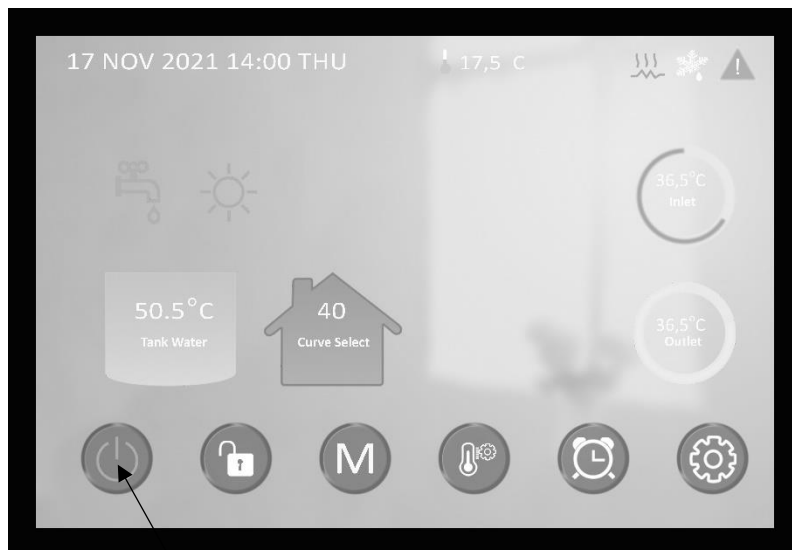 17 NOV 2021 14:00 THU
17,5 C
36,5°C
Inlet
50.5°C
Tank Water
40
Curve Select
36,5°C
Outlet
M